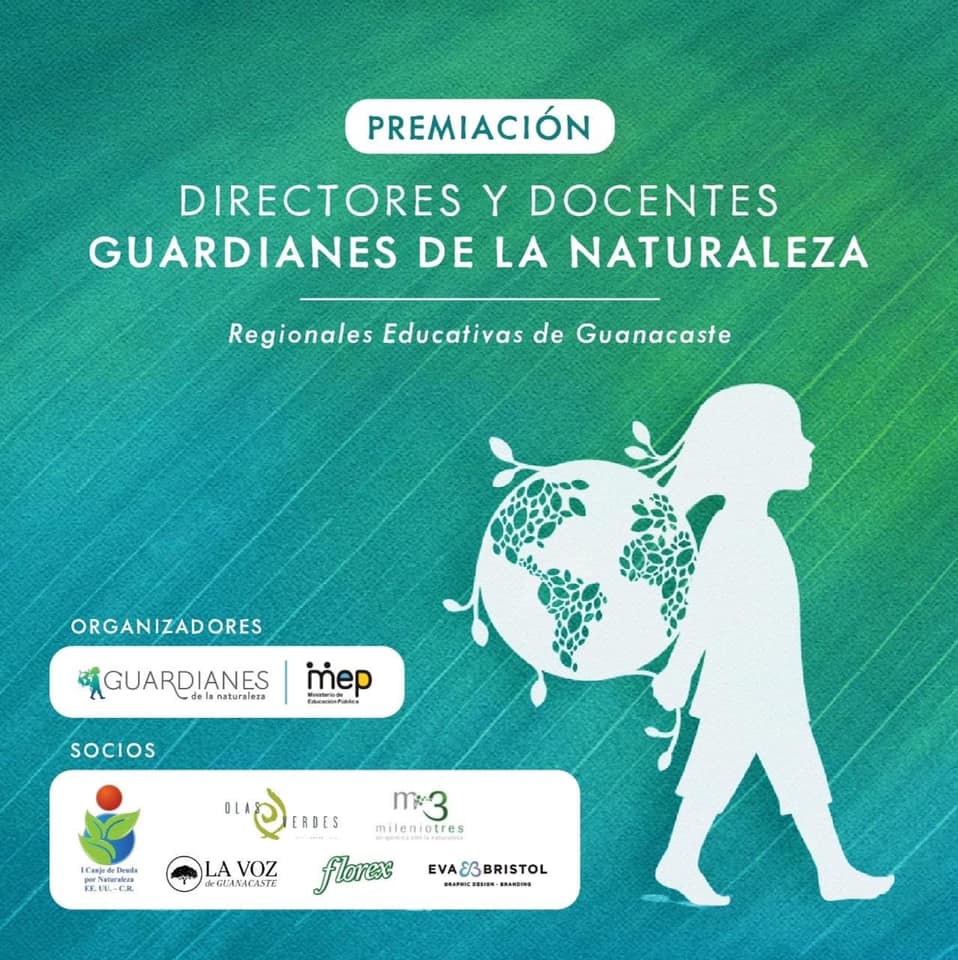 PREMIACIÓN
DIRECTORES Y DOCENTES
GUARDIANES DE LA NATURALEZA
Regionales Educativas de Guanacaste
ORGANIZADORES
GUARDIANES
de la naturaleza
mep
Ministerio de
Educación Pública
SOCIOS
I Canje de Deuda
por Naturaleza
EE. UU. – C.R.
OLAS VERDES
m3
mileniotres
LA VOZ
de GUANACASTE
florex
EVA BRISTOL
GRAPHIC DESIGN · BRANDING